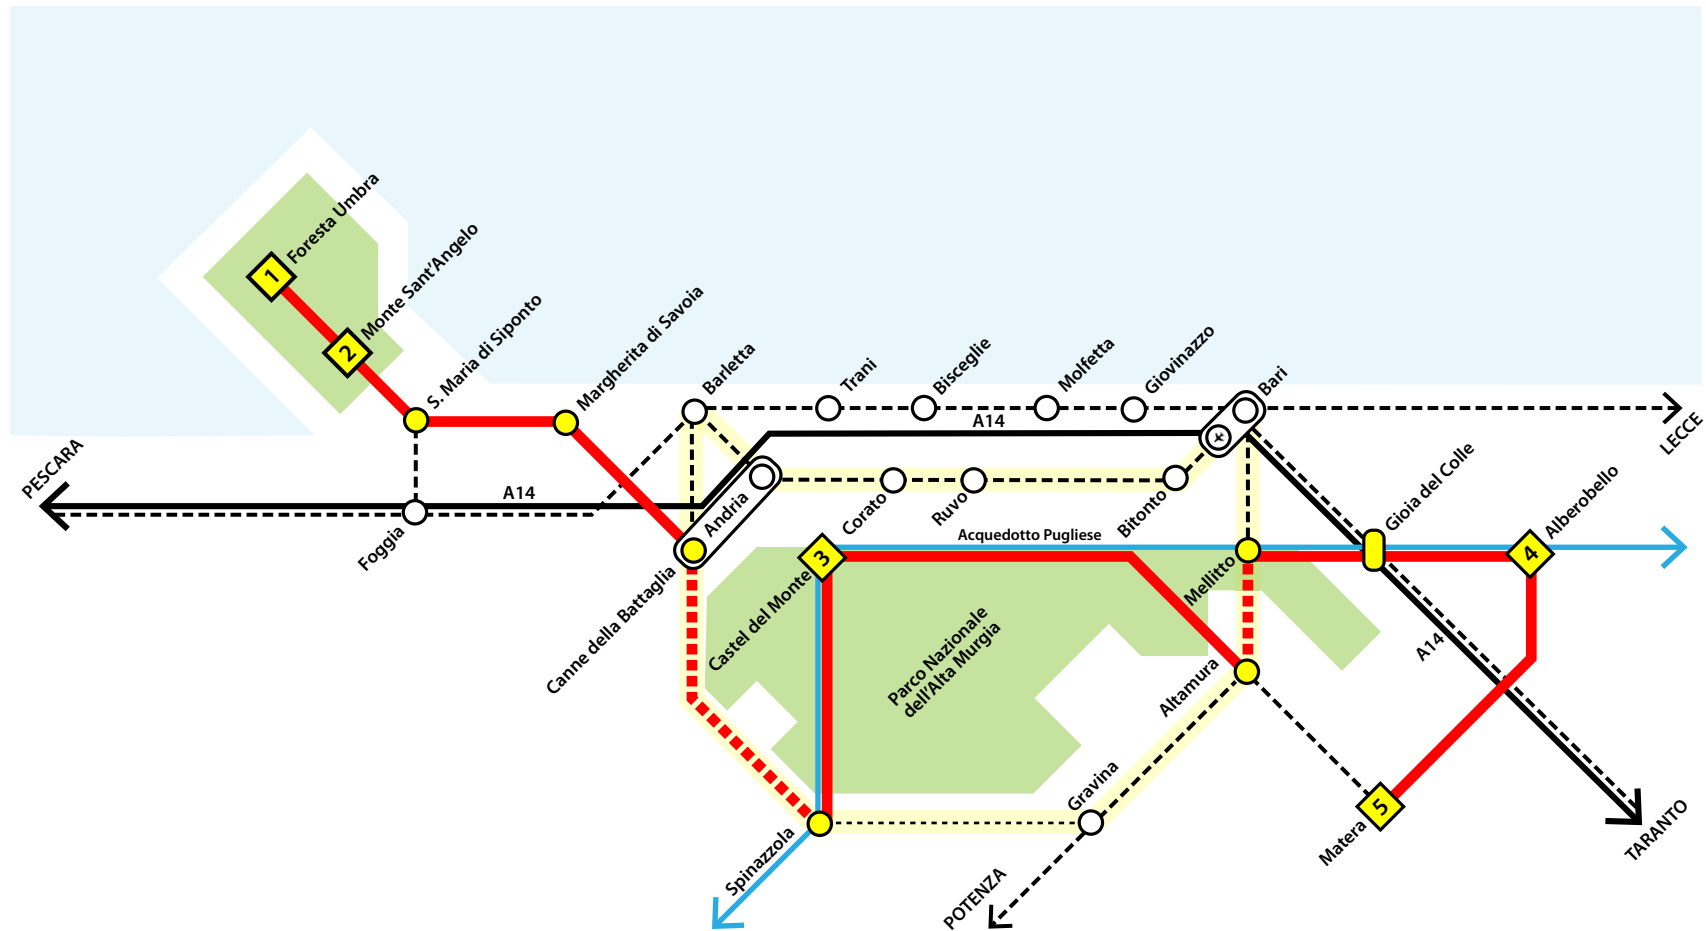 Foresta Umbra
1
Monte Sant'Angelo
2
S. Maria di Siponto
Margherita di Savoia
Barletta
Trani
Bisceglie
Molfetta
Giovinazzo
Bari
LECCE
PESCARA
A14
A14
Foggia
Andria
Corato
Ruvo
Bitonto
Gioia del Colle
Alberobello
4
Acquedotto Pugliese
Canne della Battaglia
Castel del Monte
3
Mellitto
Parco Nazionale
dell'Alta Murgia
Altamura
A14
Gravina
Spinazzola
Matera
5
POTENZA
TARANTO